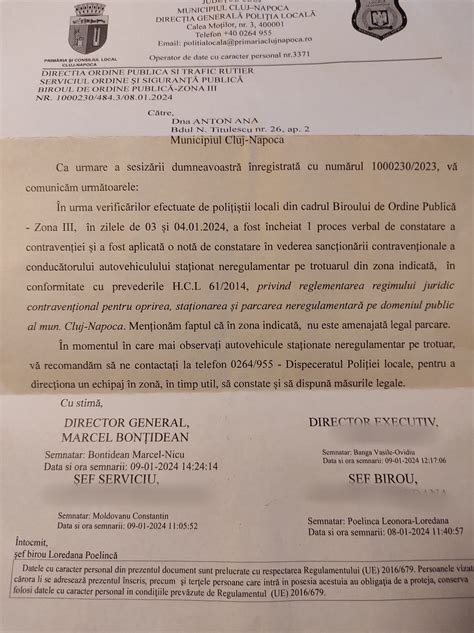 JUDEȚUL CLUJ
MUNICIPIUL CLUJ-NAPOCA
DIRECȚIA GENERALĂ POLIȚIA LOCALĂ
Calea Moților, nr. 3, 400001
Telefon +40 0264 955
Email: politialocala@primariaclujnapoca.ro
PRIMĂRIA ȘI CONSILIUL LOCAL
CLUJ-NAPOCA
Operator de date cu caracter personal nr.3371
DIRECTIA ORDINE PUBLICA SI TRAFIC RUTIER
SERVICIUL ORDINE ȘI SIGURANȚĂ PUBLICĂ
BIROUL DE ORDINE PUBLICĂ-ZONA III
NR. 1000230/484.3/08.01.2024
Către,
Dna ANTON ANA
Bdul N. Titulescu nr. 26, ap. 2
Municipiul Cluj-Napoca
Ca urmare a sesizării dumneavoastră înregistrată cu numărul 1000230/2023, vă
comunicăm următoarele:
În urma verificărilor efectuate de polițiștii locali din cadrul Biroului de Ordine Publică
- Zona III, în zilele de 03 și 04.01.2024, a fost încheiat 1 proces verbal de constatare a
contravenției și a fost aplicată o notă de constatare în vederea sancționării contravenționale a
conducătorului autovehiculului staționat neregulamentar pe trotuarul din zona indicată, în
conformitate cu prevederile H.C.L 61/2014, privind reglementarea regimului juridic
contravențional pentru oprirea, staționarea și parcarea neregulamentară pe domeniul public
al mun. Cluj-Napoca. Menționăm faptul că în zona indicată, nu este amenajată legal parcare.
În momentul în care mai observați autovehicule staționate neregulamentar pe trotuar,
vă recomandăm să ne contactați la telefon 0264/955 - Dispeceratul Poliției locale, pentru a
direcționa un echipaj în zonă, în timp util, să constate și să dispună măsurile legale.
Cu stimă,
DIRECTOR GENERAL,
MARCEL BONȚIDEAN
DIRECTOR EXECUTIV,
Semnatar: Bontidean Marcel-Nicu
Data si ora semnarii: 09-01-2024 14:24:14
Semnatar: Banga Vasile-Ovidiu
Data si ora semnarii: 09-01-2024 12:17:06
ȘEF SERVICIU,
ȘEF BIROU,
Semnatar: Moldovanu Constantin
Data si ora semnarii: 09-01-2024 11:05:52
Semnatar: Poelinca Leonora-Loredana
Data si ora semnarii: 08-01-2024 11:40:57
Întocmit,
șef birou Loredana Poelincă
Datele cu caracter personal din prezentul document sunt prelucrate cu respectarea Regulamentului (UE) 2016/679. Persoanele vizate
cărora li se adresează prezentul înscris, precum și terțele persoane care intră in posesia acestuia au obligația de a proteja, conserva
folosi datele cu caracter personal in condițiile prevăzute de Regulamentul (UE) 2016/679.